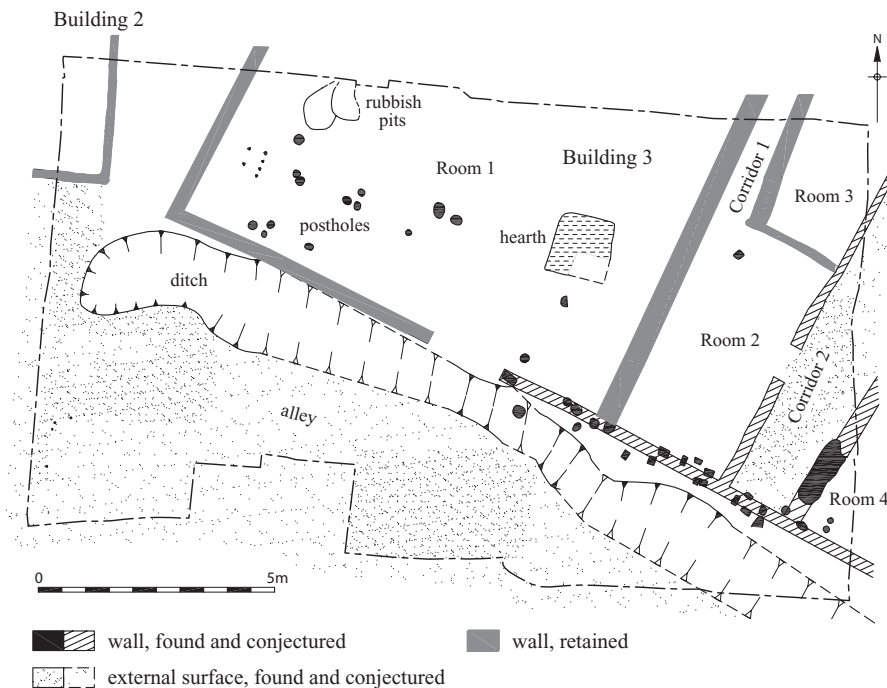 Building 2
N
rubbish
pits
Room 1
Building 3
Corridor 1
Room 3
postholes
hearth
ditch
Room 2
Corridor 2
alley
Room 4
0
5m
wall, found and conjectured
wall, retained
external surface, found and conjectured